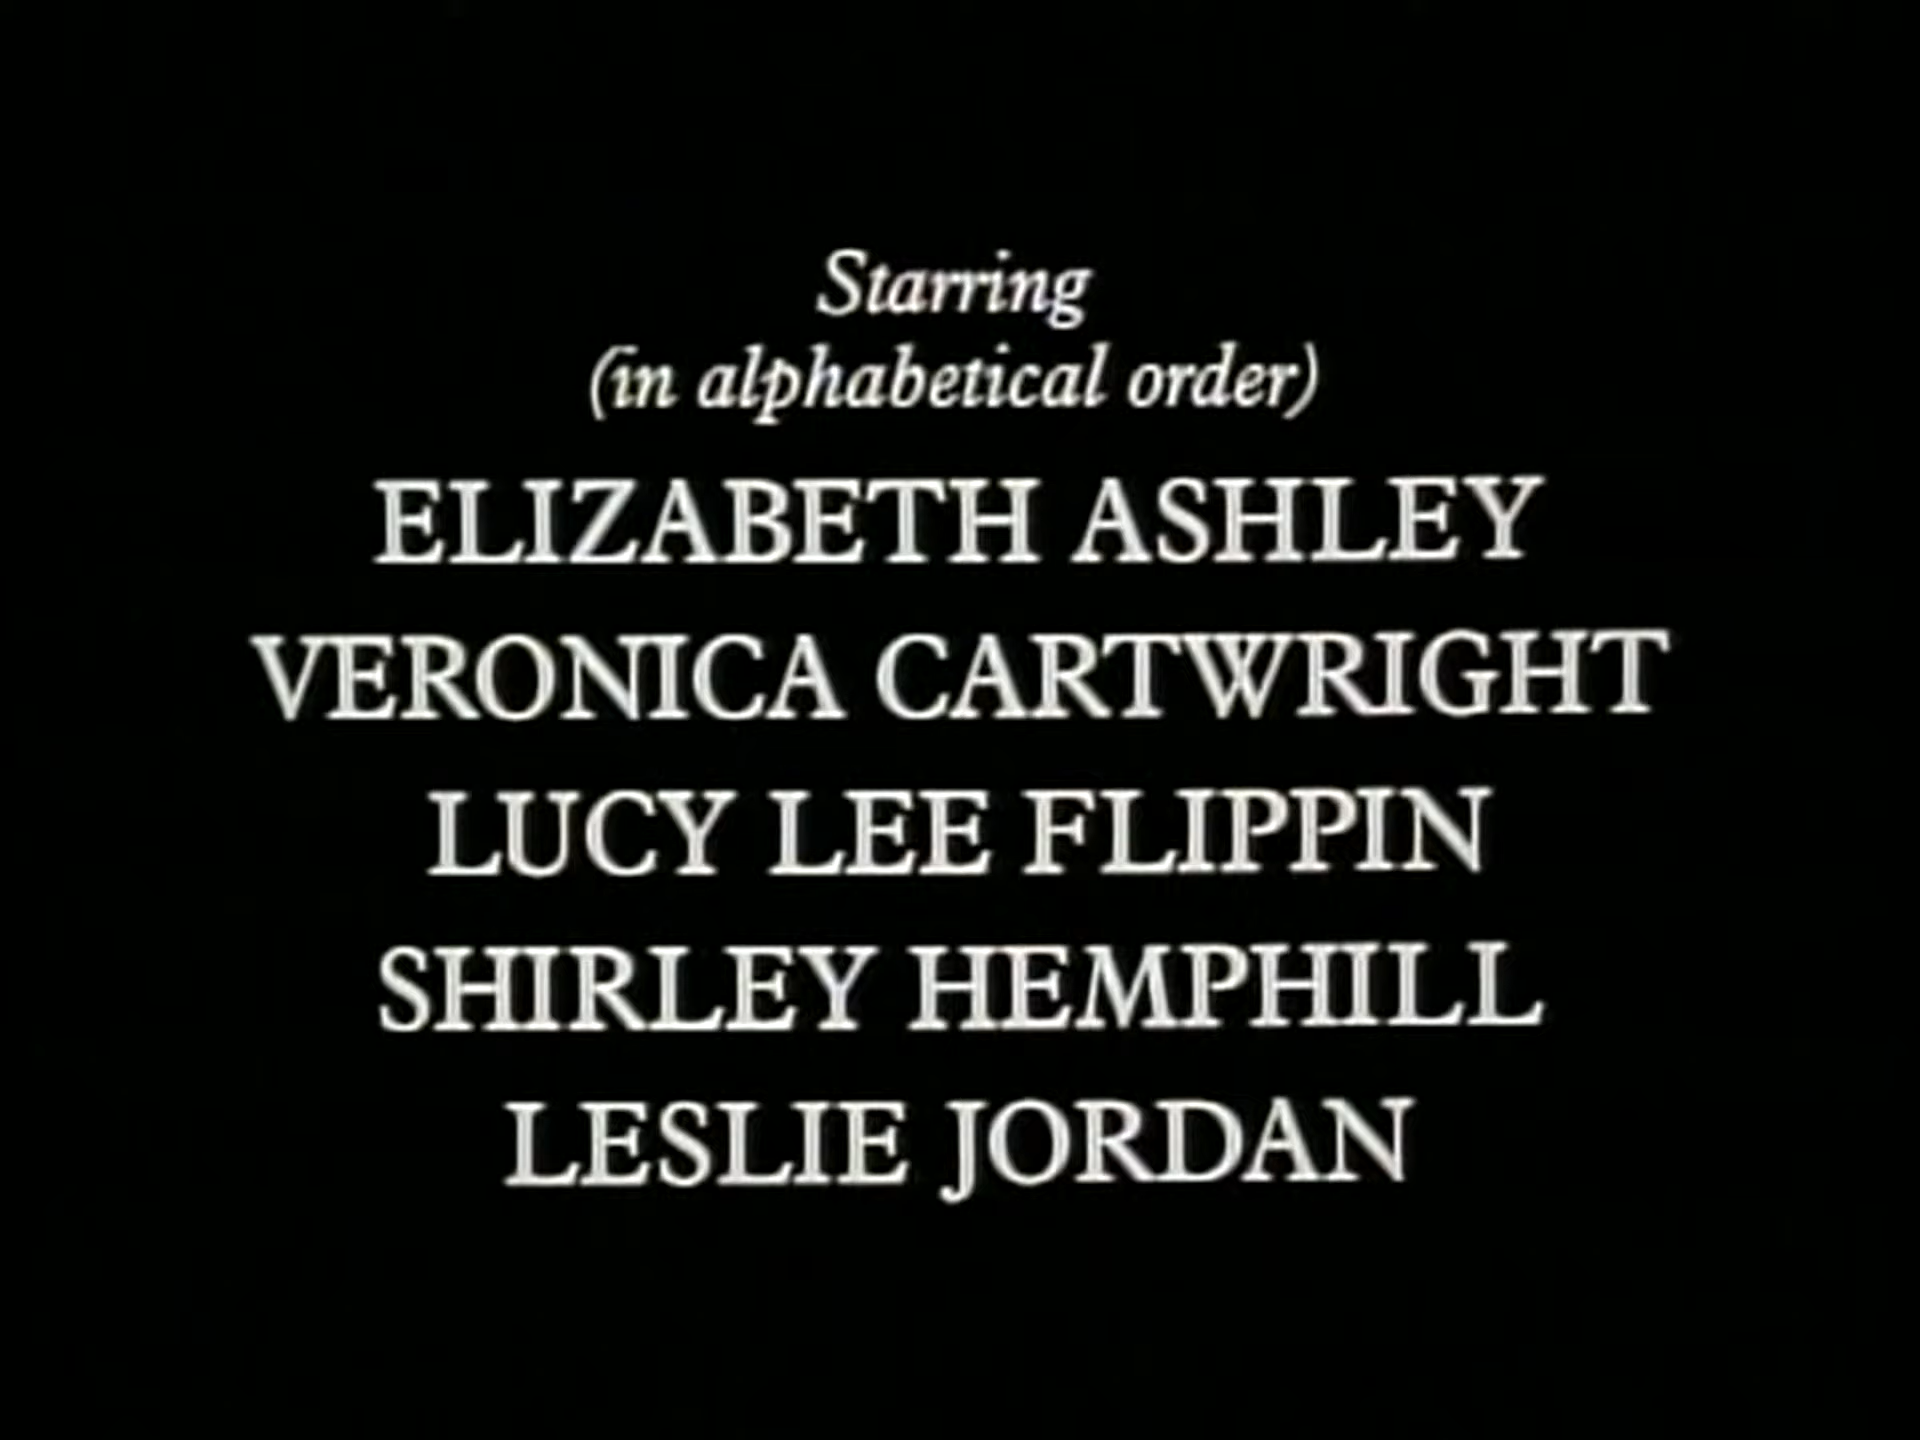 Starring
(in alphabetical order)
ELIZABETH ASHLEY
VERONICA CARTWRIGHT
LUCY LEE FLIPPIN
SHIRLEY HEMPHILL
LESLIE JORDAN